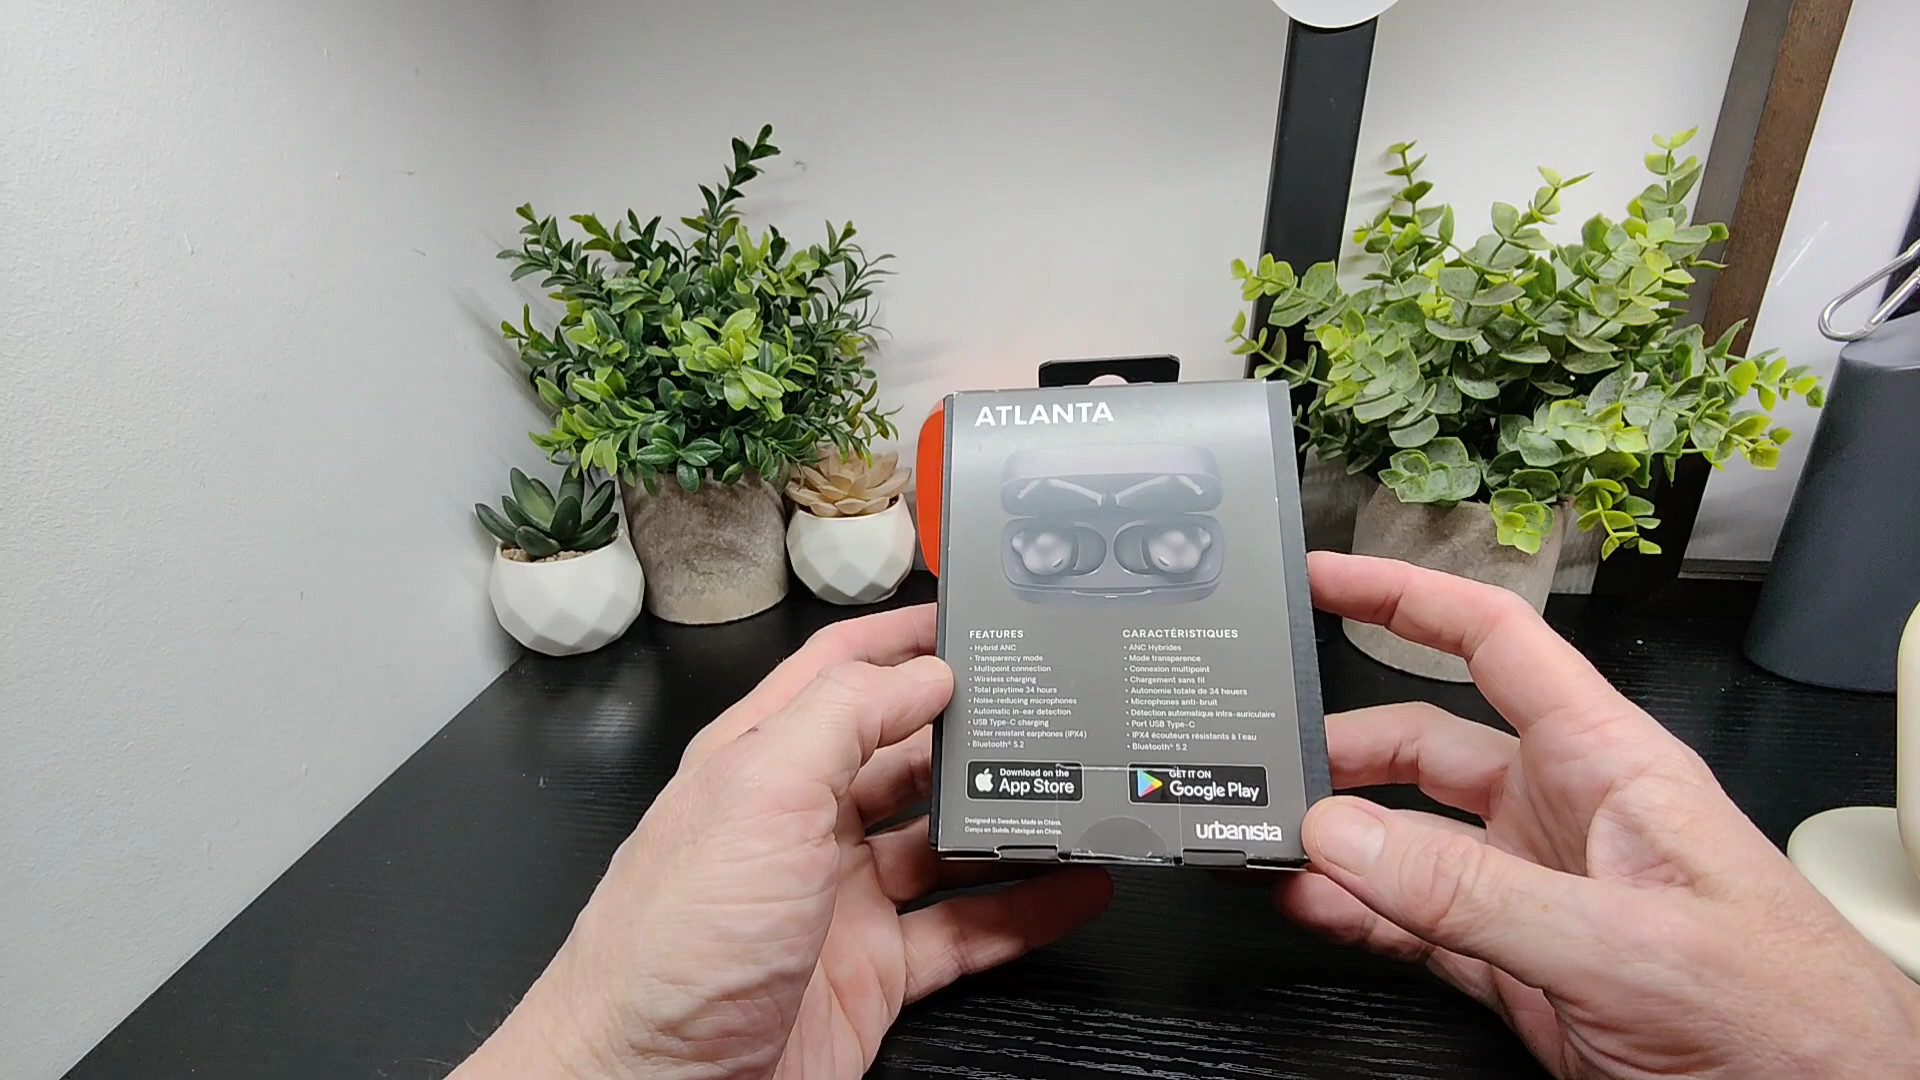 ATLANTA
FEATURES
• Hybrid ANC
• Transparency mode
• Multipoint connection
• Wireless charging
• Total playtime 34 hours
• Noise-reducing microphones
• Automatic in-ear detection
• USB Type-C charging
• Water resistant earphones (IPX4)
• Bluetooth® 5.2
CARACTÉRISTIQUES
• ANC Hybrides
• Mode transparence
• Connexion multipoint
• Chargement sans fil
• Autonomie totale de 34 heuers
• Microphones anti-bruit
• Détection automatique intra-auriculaire
• Port USB Type-C
• IPX4 écouteurs résistants à l'eau
• Bluetooth® 5.2
Download on the
App Store
GET IT ON
Google Play
Designed in Sweden. Made in China.
Conçu en Suède. Fabriqué en Chine.
urbanista